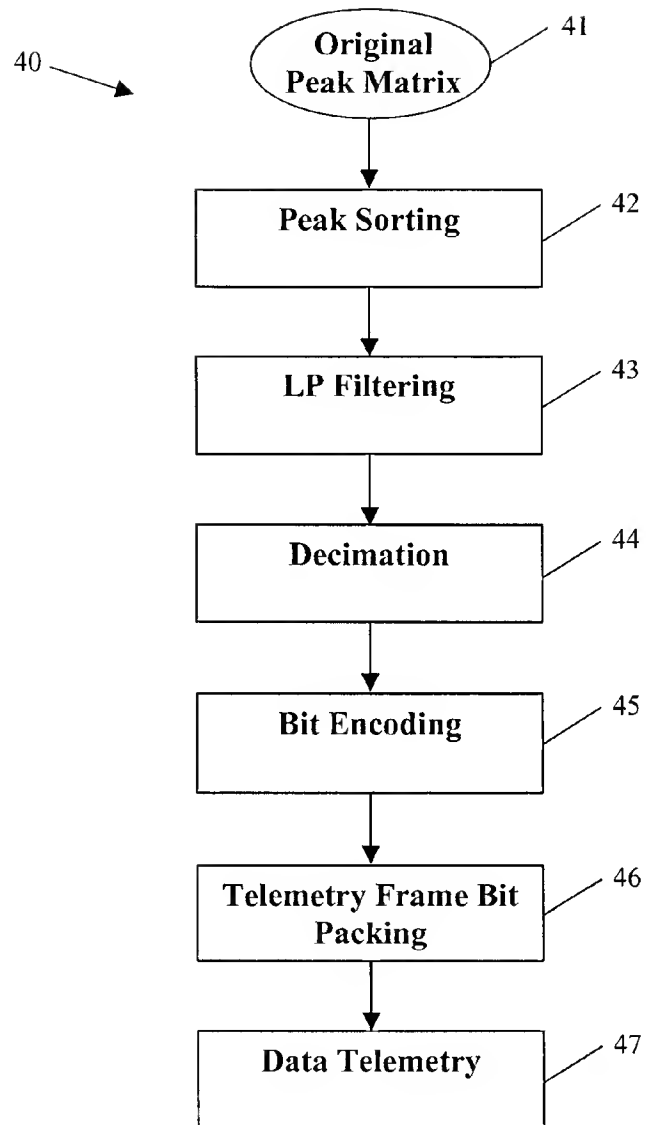 Original
Peak Matrix
41
40
Peak Sorting
42
LP Filtering
43
Decimation
44
Bit Encoding
45
Telemetry Frame Bit
Packing
46
Data Telemetry
47